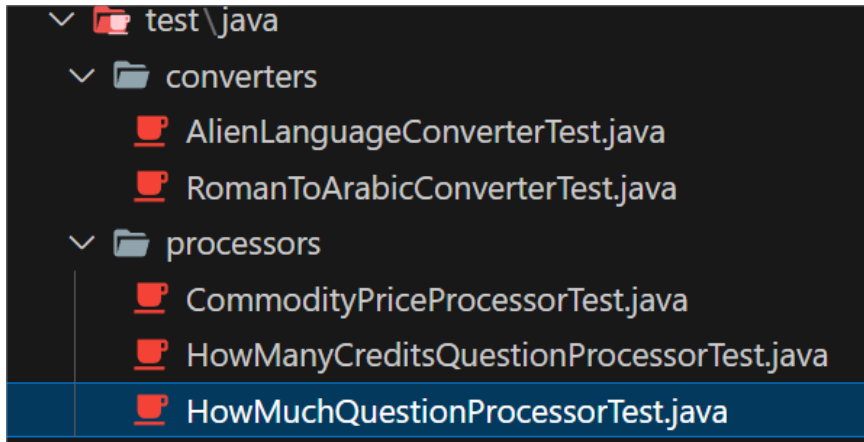 test\java
converters
AlienLanguageConverterTest.java
RomanToArabicConverterTest.java
processors
CommodityPriceProcessorTest.java
HowManyCreditsQuestionProcessorTest.java
HowMuchQuestionProcessorTest.java